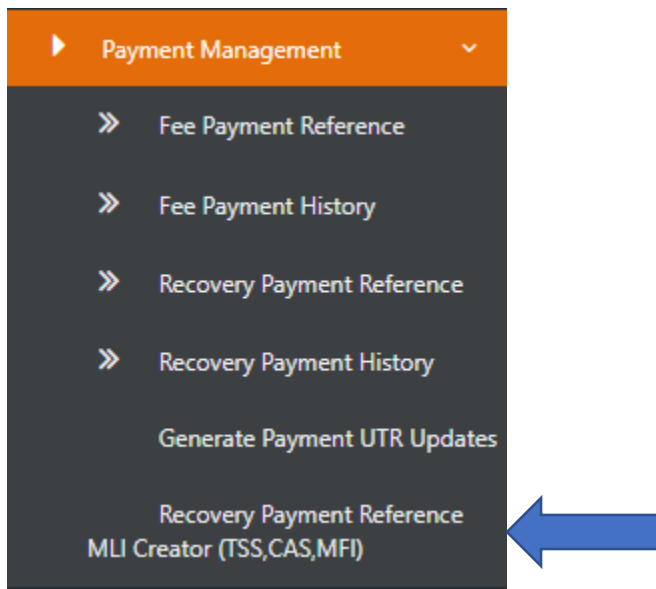 Payment Management
Fee Payment Reference
Fee Payment History
Recovery Payment Reference
Recovery Payment History
Generate Payment UTR Updates
Recovery Payment Reference
MLI Creator (TSS,CAS,MFI)